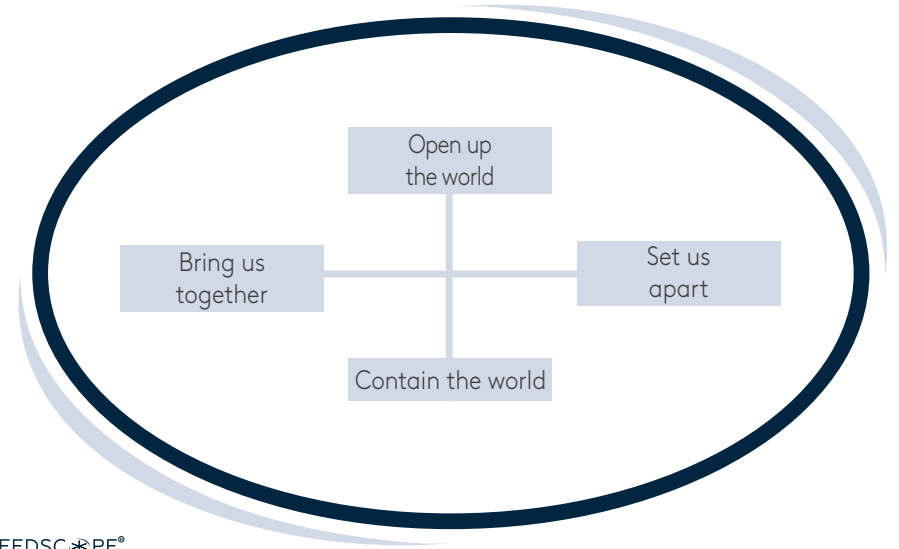 Open up
the world
Bring us
together
Set us
apart
Contain the world